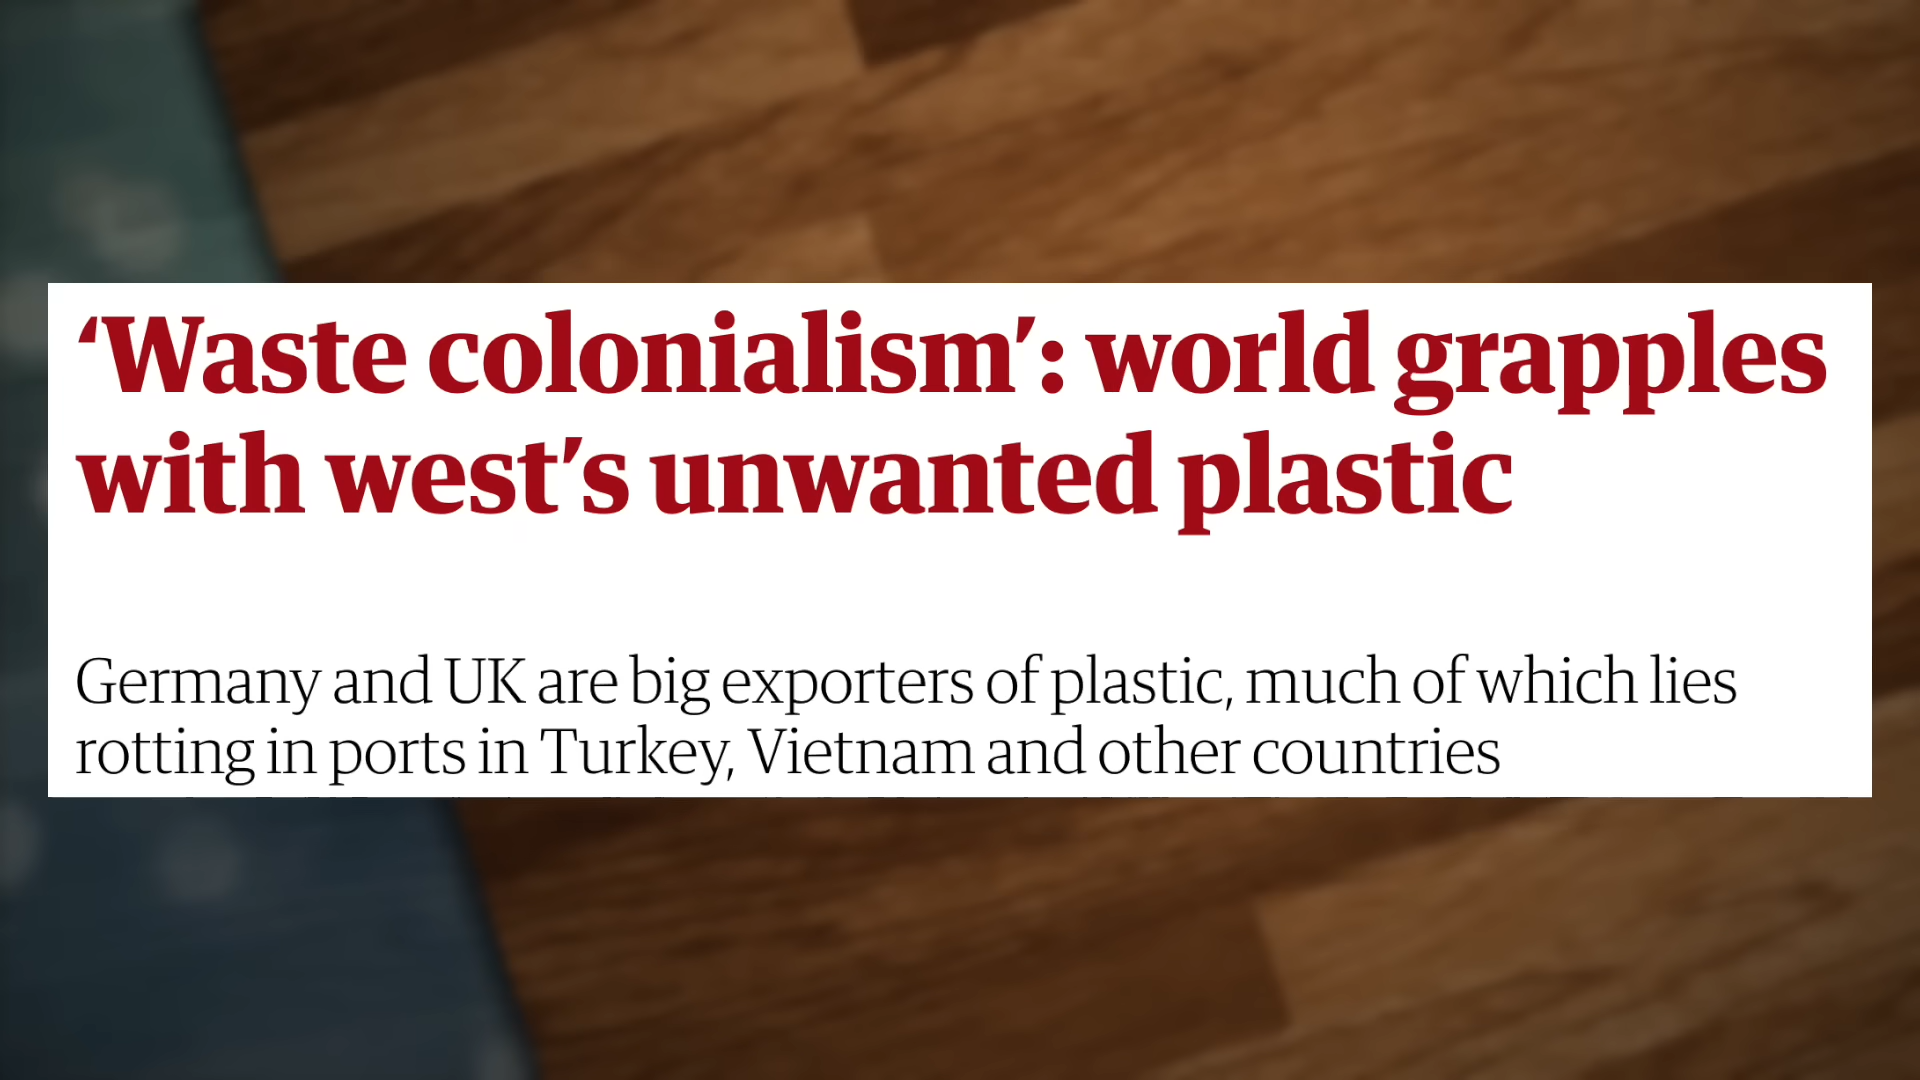 ‘Waste colonialism’: world grapples
with west’s unwanted plastic
Germany and UK are big exporters of plastic, much of which lies
rotting in ports in Turkey, Vietnam and other countries